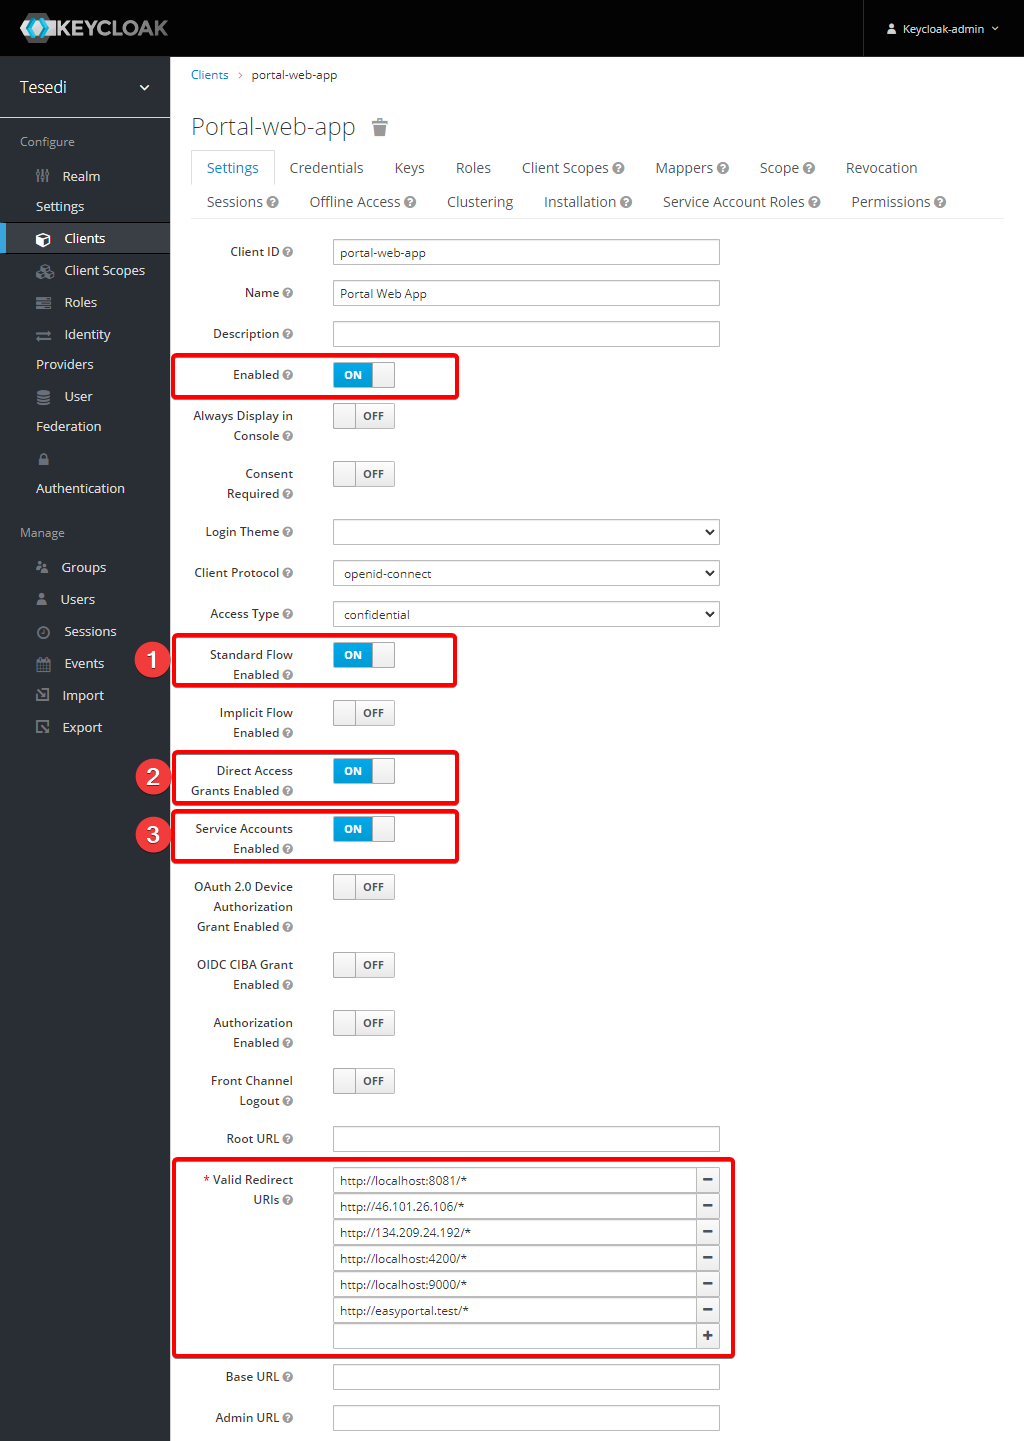 KEYCLOAK
Keycloak-admin
Tesedi
Configure
Realm
Settings
Clients
Client Scopes
Roles
Identity
Providers
User
Federation
Authentication
Manage
Groups
Users
Sessions
Events
Import
Export
Clients > portal-web-app
Portal-web-app
Settings Credentials Keys Roles Client Scopes Mappers Scope Revocation
Sessions Offline Access Clustering Installation Service Account Roles Permissions
Client ID portal-web-app
Name Portal Web App
Description
Enabled ON
Always Display in OFF
Console
Consent OFF
Required
Login Theme
Client Protocol openid-connect
Access Type confidential
1 Standard Flow ON
Enabled
Implicit Flow OFF
Enabled
2 Direct Access ON
Grants Enabled
3 Service Accounts ON
Enabled
OAuth 2.0 Device OFF
Authorization
Grant Enabled
OIDC CIBA Grant OFF
Enabled
Authorization OFF
Enabled
Front Channel OFF
Logout
Root URL
* Valid Redirect http://localhost:8081/*
URIs
http://46.101.26.106/*
http://134.209.24.192/*
http://localhost:4200/*
http://localhost:9000/*
http://easyportal.test/*
Base URL
Admin URL